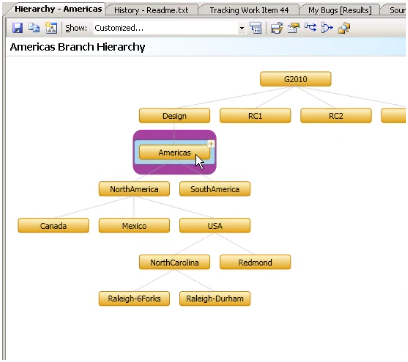 Hierarchy - Americas
History - Readme.txt
Tracking Work Item 44
My Bugs [Results]
Show: Customized...
Americas Branch Hierarchy
G2010
Design
RC1
RC2
Americas
NorthAmerica
SouthAmerica
Canada
Mexico
USA
NorthCarolina
Redmond
Raleigh-6Forks
Raleigh-Durham